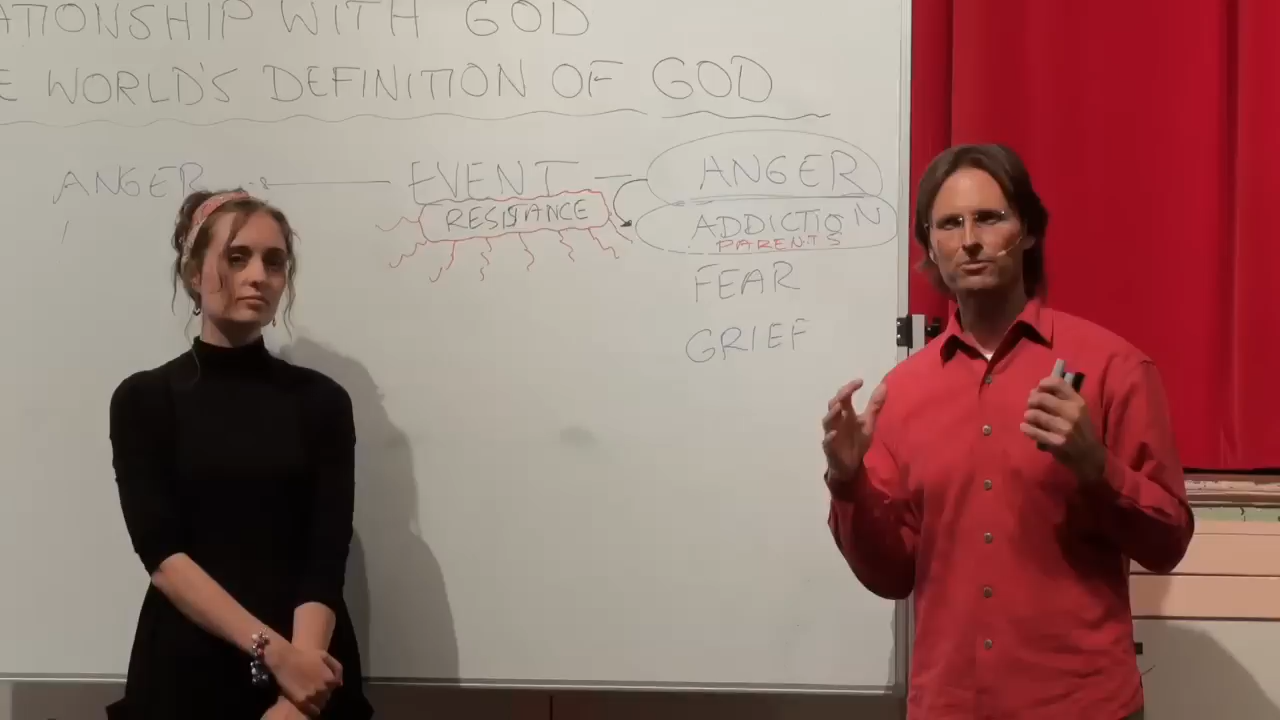 ATIONSHIP WITH GOD
E WORLD'S DEFINITION OF GOD
ANGER EVENT ANGER
RESISTANCE ADDICTION
PARENTS
FEAR
GRIEF